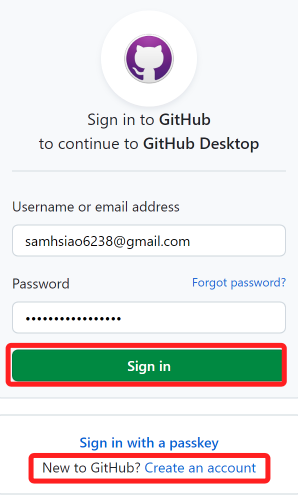 Sign in to GitHub
to continue to GitHub Desktop
Username or email address
samhsiao6238@gmail.com
Password Forgot password?
•••••••••••••••••
Sign in
Sign in with a passkey
New to GitHub? Create an account